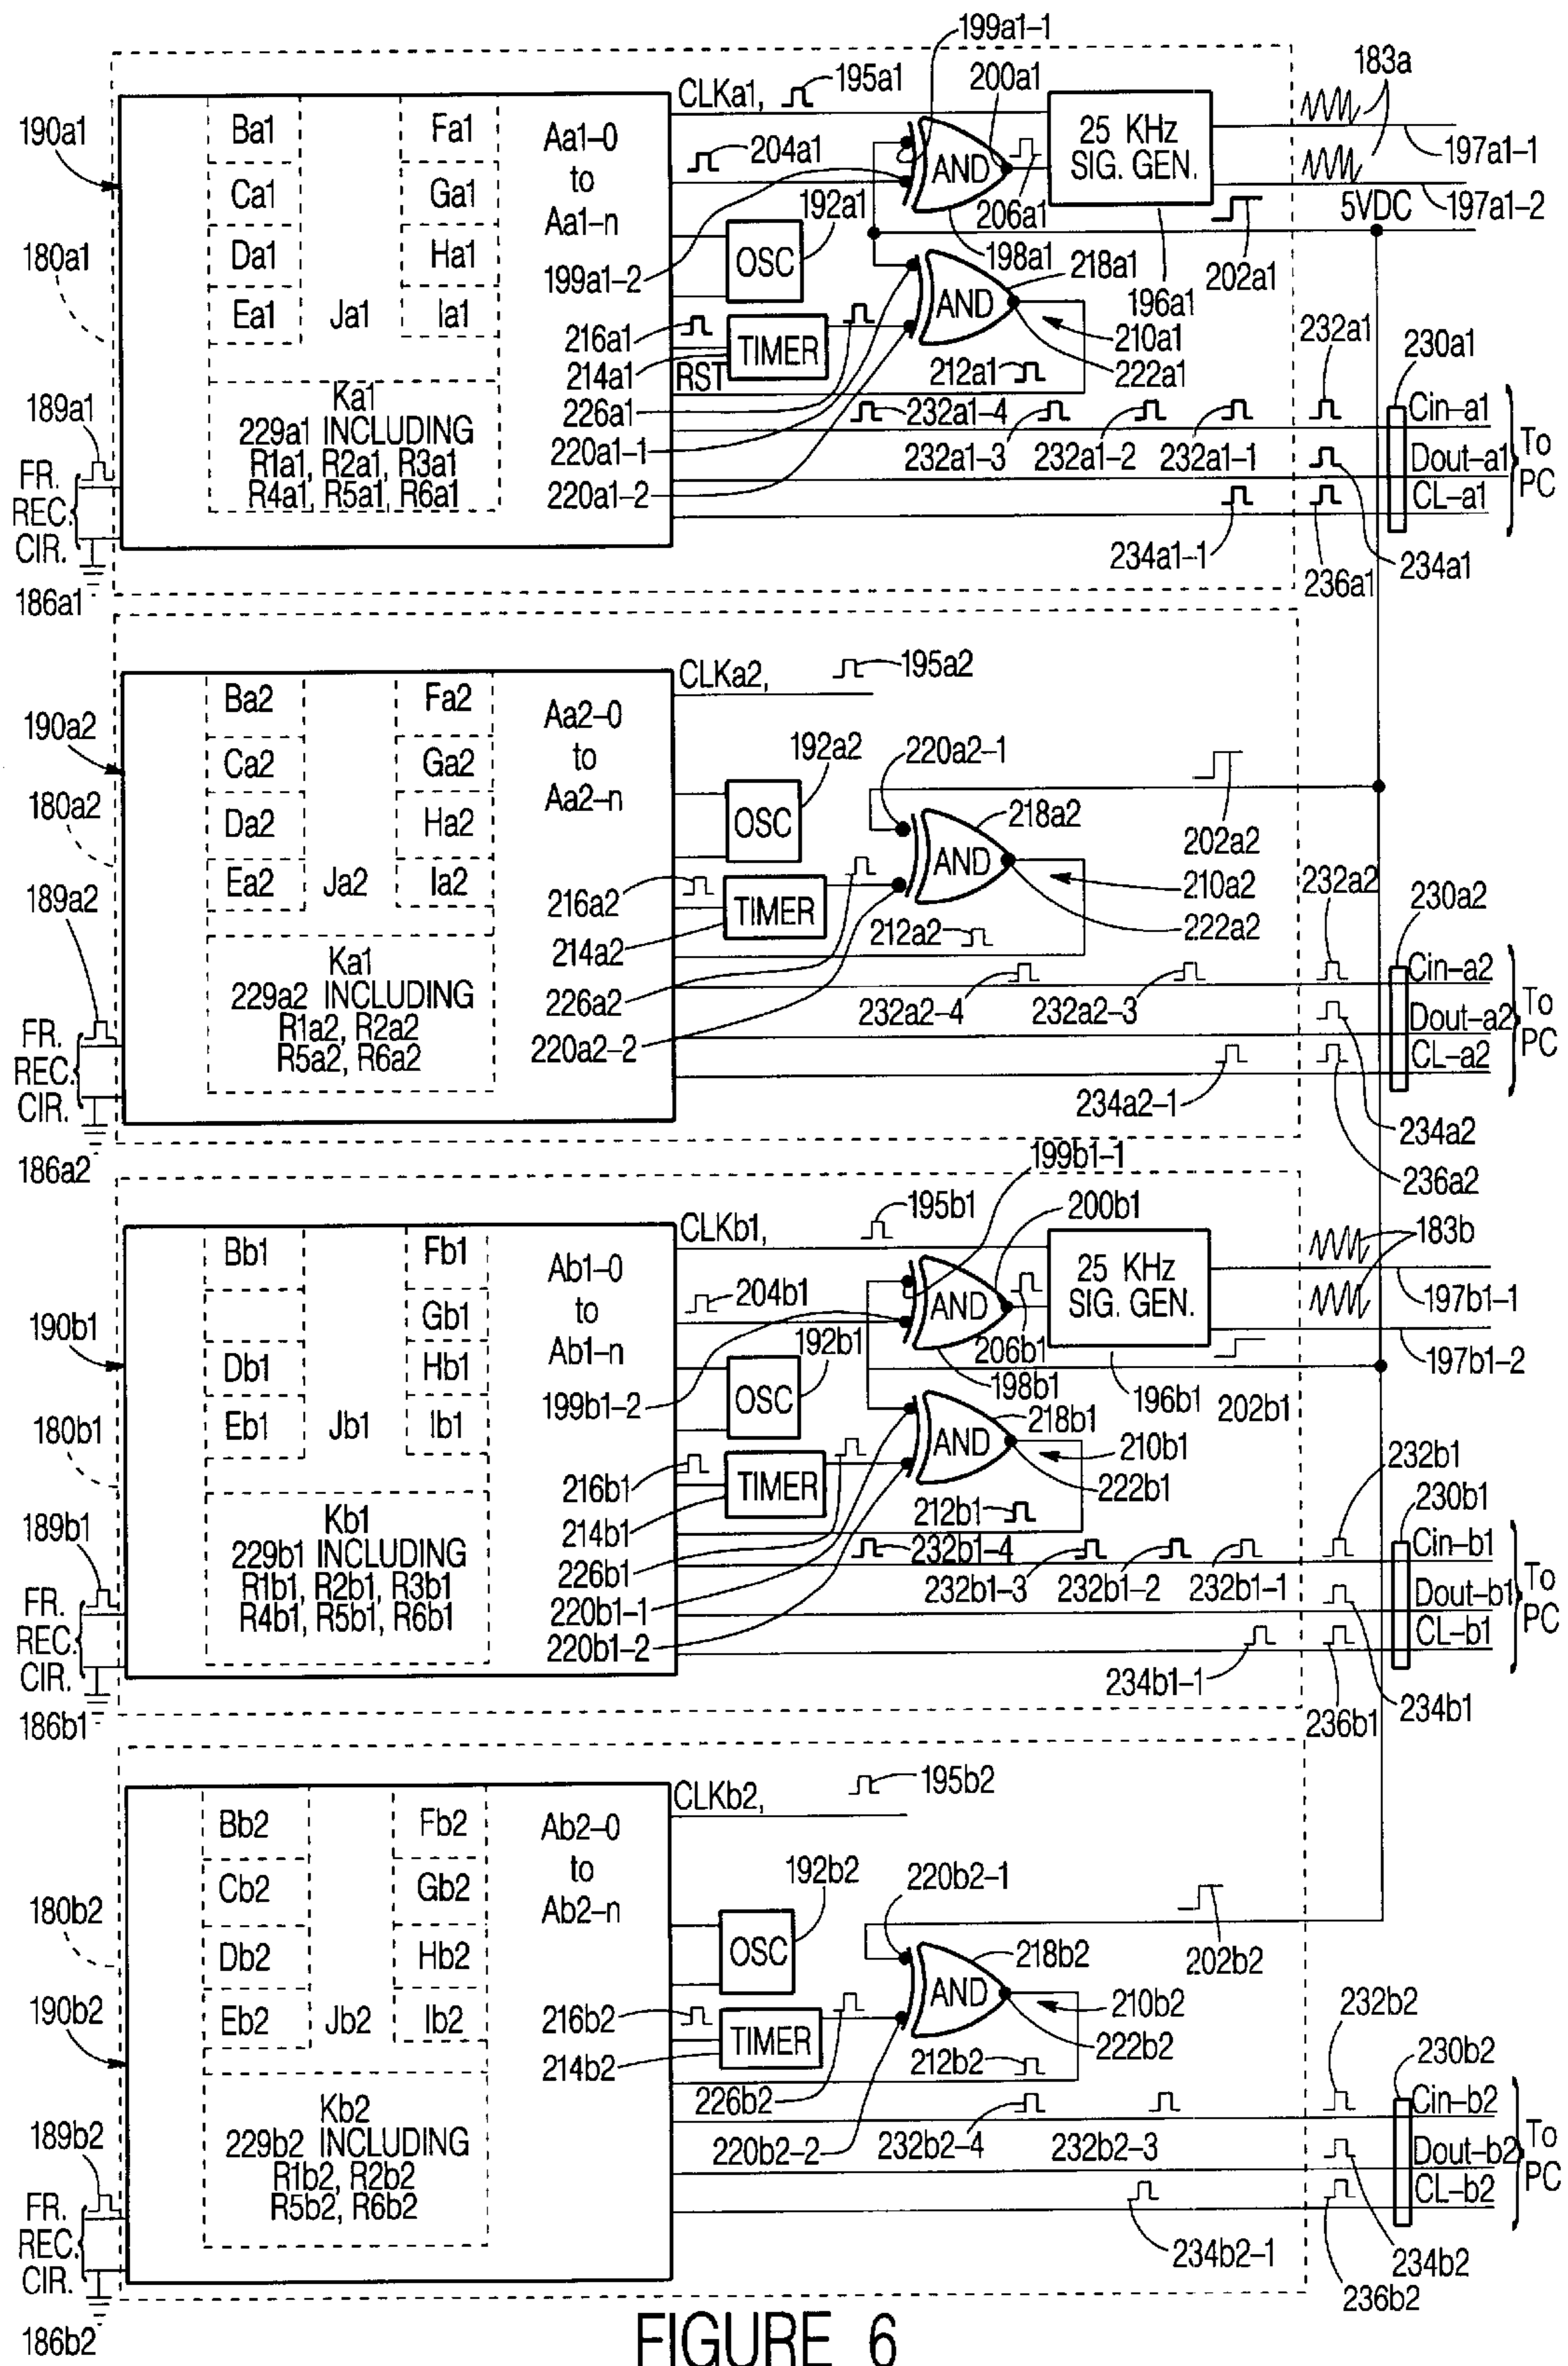 199a1-1
CLKa1,
195a1
200a1
183a
190a1
Ba1
Fa1
Aa1-0
to
Aa1-n
204a1
AND
25 KHz
SIG. GEN.
197a1-1
Ca1
Ga1
192a1
206a1
5VDC
197a1-2
180a1
Da1
Ha1
199a1-2
OSC
198a1
218a1
202a1
196a1
Ea1
Ja1
Ia1
AND
216a1
TIMER
210a1
232a1
230a1
214a1
RST
212a1
222a1
189a1
Ka1
229a1 INCLUDING
R1a1, R2a1, R3a1
R4a1, R5a1, R6a1
226a1
232a1-4
Cin-a1
220a1-1
232a1-3
232a1-2
232a1-1
Dout-a1
To
PC
FR.
REC.
CIR.
220a1-2
CL-a1
234a1-1
234a1
186a1
236a1
CLKa2,
195a2
190a2
Ba2
Fa2
Aa2-0
to
Aa2-n
Ca2
Ga2
192a2
220a2-1
180a2
Da2
Ha2
OSC
218a2
202a2
AND
189a2
Ea2
Ja2
Ia2
216a2
TIMER
210a2
232a2
230a2
214a2
212a2
222a2
Ka1
229a2 INCLUDING
R1a2, R2a2
R5a2, R6a2
226a2
232a2-4
232a2-3
Cin-a2
Dout-a2
To
PC
FR.
REC.
CIR.
220a2-2
CL-a2
234a2-1
234a2
186a2
236a2
199b1-1
CLKb1,
195b1
200b1
183b
Bb1
Fb1
Ab1-0
to
Ab1-n
25 KHz
SIG. GEN.
190b1
Gb1
204b1
AND
197b1-1
Db1
Hb1
192b1
206b1
197b1-2
199b1-2
OSC
198b1
196b1
202b1
180b1
Eb1
Jb1
Ib1
218b1
AND
210b1
232b1
216b1
TIMER
222b1
230b1
189b1
Kb1
229b1 INCLUDING
R1b1, R2b1, R3b1
R4b1, R5b1, R6b1
214b1
212b1
Cin-b1
226b1
232b1-4
232b1-3
232b1-2
232b1-1
FR.
REC.
CIR.
220b1-1
Dout-b1
To
PC
220b1-2
CL-b1
234b1-1
234b1
186b1
236b1
CLKb2,
195b2
Bb2
Fb2
Ab2-0
to
Ab2-n
Cb2
Gb2
192b2
220b2-1
180b2
Db2
Hb2
OSC
218b2
202b2
190b2
Eb2
Jb2
Ib2
216b2
AND
210b2
232b2
TIMER
222b2
230b2
214b2
212b2
189b2
Kb2
229b2 INCLUDING
R1b2, R2b2
R5b2, R6b2
226b2
Cin-b2
220b2-2
232b2-4
232b2-3
Dout-b2
To
PC
FR.
REC.
CIR.
CL-b2
234b2-1
234b2
186b2
236b2
FIGURE 6